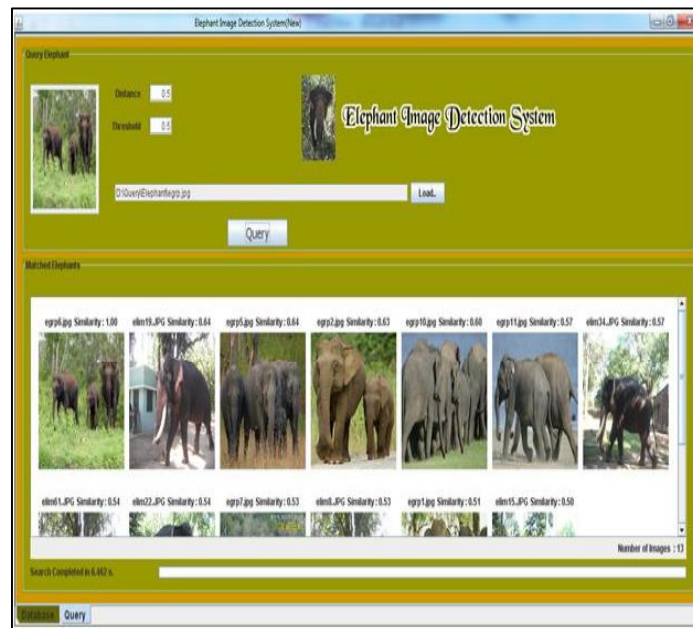 Elephant Image Detection System(New)
Query Elephant
Distance 0.5
Threshold 0.5
Elephant Image Detection System
D:\Query\Elephant\egrp.jpg Load..
Query
Matched Elephants
egrp6.jpg Similarity : 1.00 elim19.JPG Similarity : 0.64 egrp5.jpg Similarity : 0.64 egrp2.jpg Similarity : 0.63 egrp10.jpg Similarity : 0.60 egrp11.jpg Similarity : 0.57 elim34..JPG Similarity : 0.57
elim61.JPG Similarity : 0.54 elim22.JPG Similarity : 0.54 egrp7.jpg Similarity : 0.53 elim8.JPG Similarity : 0.53 egrp1.jpg Similarity : 0.51 elim15.JPG Similarity : 0.50
Number of Images : 13
Search Completed in 6.462 s.
Database Query